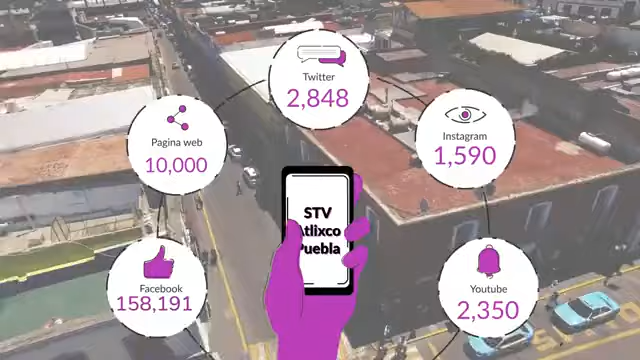 Twitter
2,848
Pagina web
10,000
Instagram
1,590
STV
Atlixco
Puebla
Facebook
158,191
Youtube
2,350